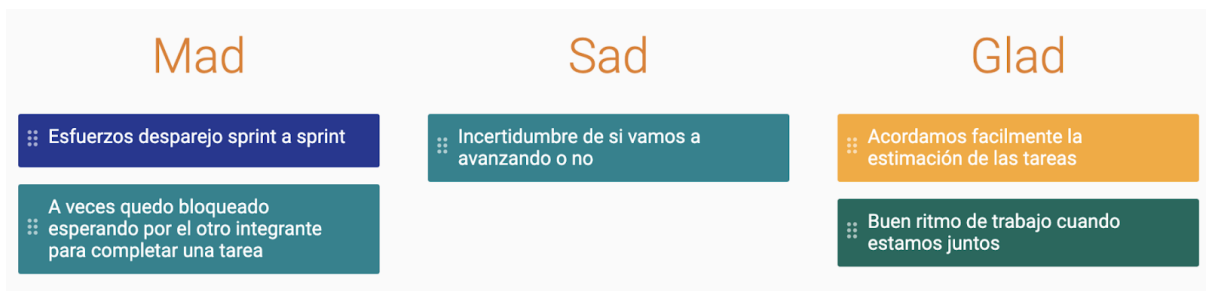 Mad
Esfuerzos desparejo sprint a sprint
A veces quedo bloqueado
esperando por el otro integrante
para completar una tarea
Sad
Incertidumbre de si vamos a
avanzando o no
Glad
Acordamos facilmente la
estimación de las tareas
Buen ritmo de trabajo cuando
estamos juntos